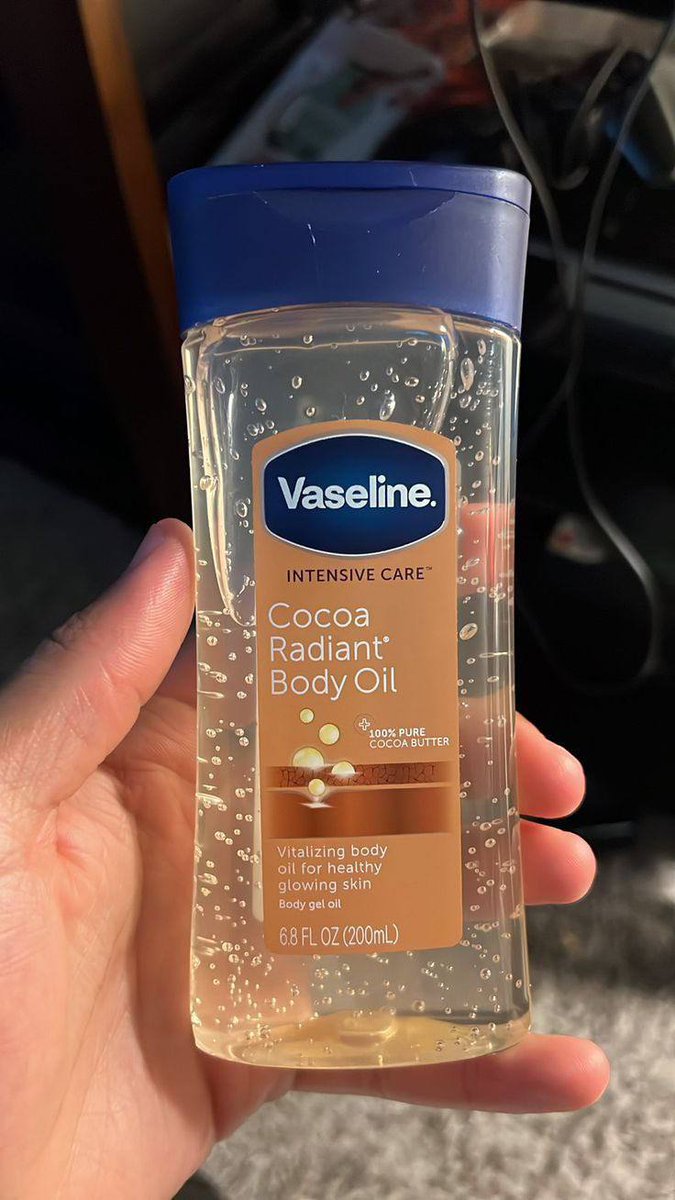 Vaseline.
INTENSIVE CARE™
Cocoa
Radiant®
Body Oil
+100% PURE
COCOA BUTTER
Vitalizing body
oil for healthy
glowing skin
Body gel oil
6.8 FL OZ (200mL)